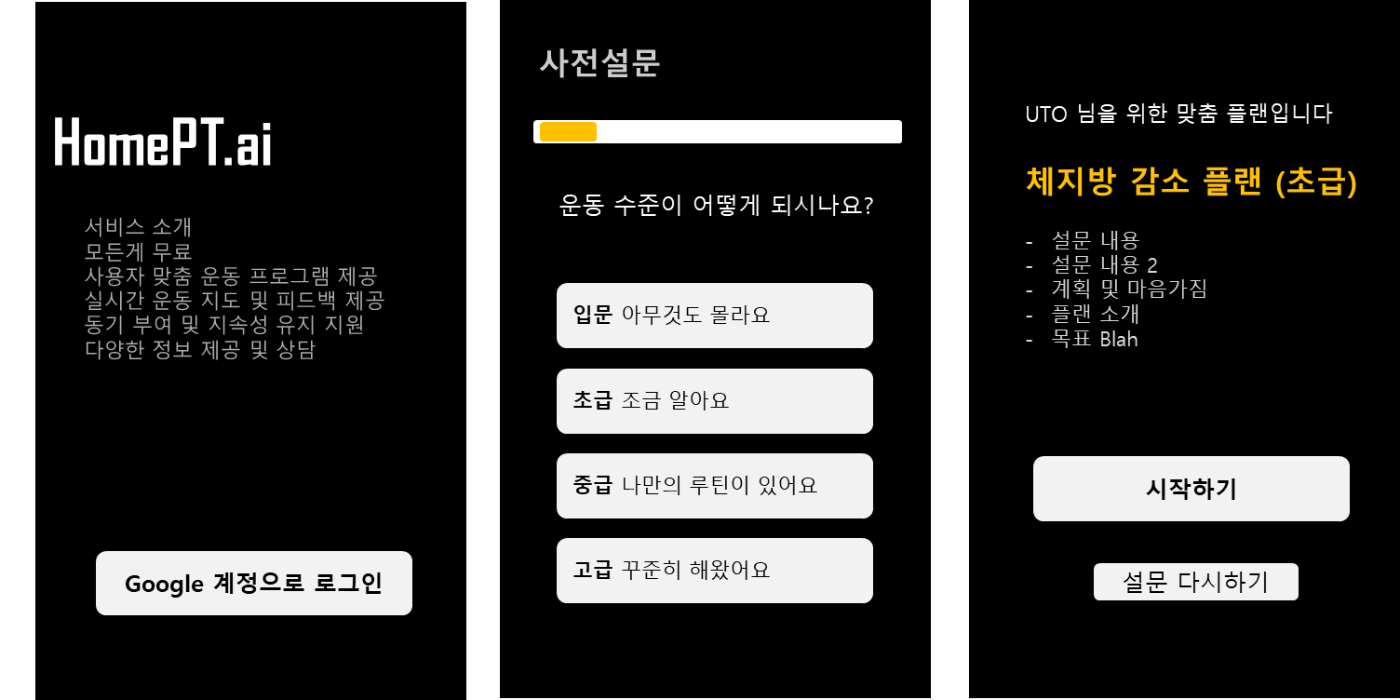 HomePT.ai
서비스 소개
모든게 무료
사용자 맞춤 운동 프로그램 제공
실시간 운동 지도 및 피드백 제공
동기 부여 및 지속성 유지 지원
다양한 정보 제공 및 상담
Google 계정으로 로그인
사전설문
운동 수준이 어떻게 되시나요?
입문 아무것도 몰라요
초급 조금 알아요
중급 나만의 루틴이 있어요
고급 꾸준히 해왔어요
UTO 님을 위한 맞춤 플랜입니다
체지방 감소 플랜 (초급)
- 설문 내용
- 설문 내용 2
- 계획 및 마음가짐
- 플랜 소개
- 목표 Blah
시작하기
설문 다시하기